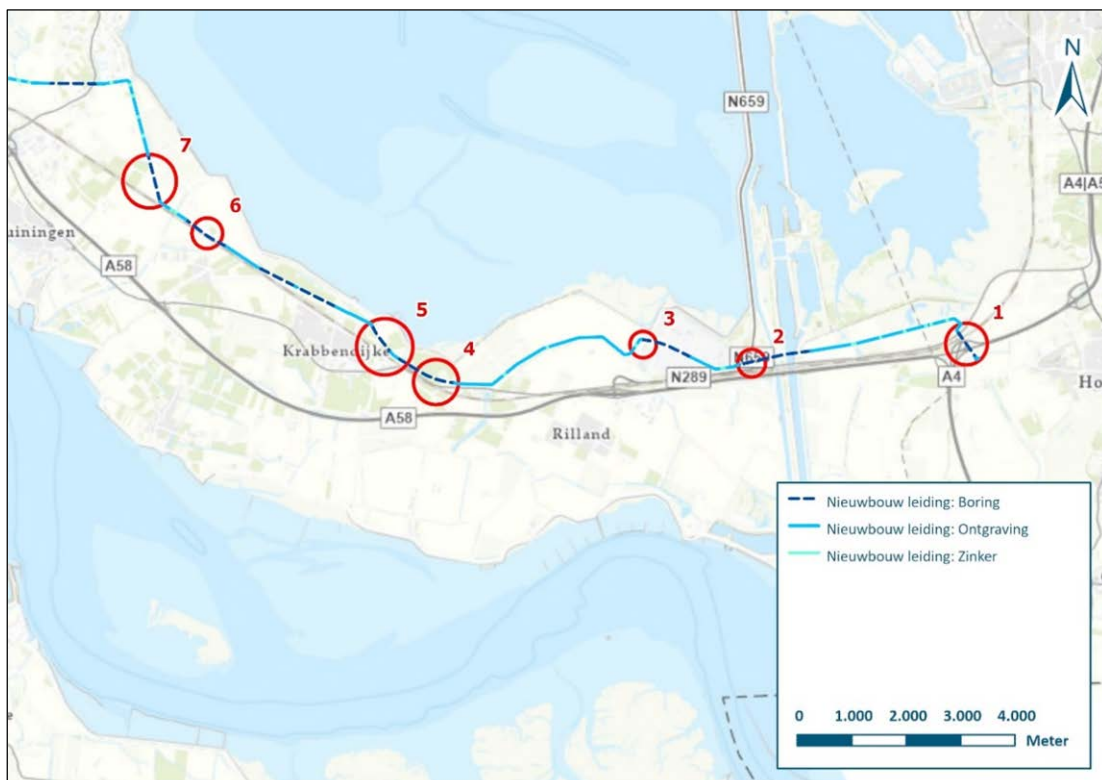 N
N659
A4|A5
7
6
uiningen
A58
5
1
3
2
Krabbendijke
4
N659
N289
A4
Ho
A58
Rilland
Nieuwbouw leiding: Boring
Nieuwbouw leiding: Ontgraving
Nieuwbouw leiding: Zinker
0 1.000 2.000 3.000 4.000
Meter
e